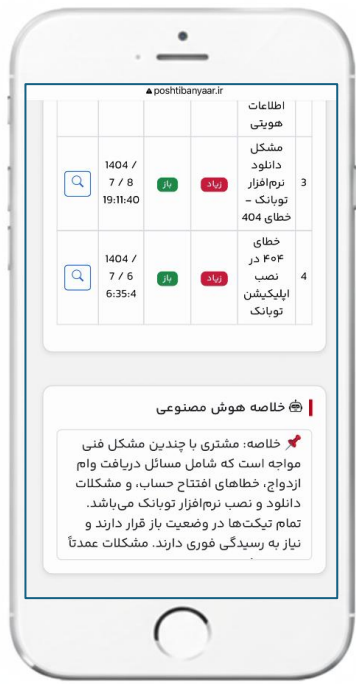 poshtibanyaar.ir
اطلاعات
هویتی
3
مشکل
دانلود
نرم‌افزار
توبانک –
خطای 404
زیاد
باز
1404 /
7 / 8
19:11:40
4
خطای
۴۰۴ در
نصب
اپلیکیشن
توبانک
زیاد
باز
1404 /
7 / 6
6:35:4
خلاصه هوش مصنوعی
خلاصه: مشتری با چندین مشکل فنی
مواجه است که شامل مسائل دریافت وام
ازدواج، خطاهای افتتاح حساب، و مشکلات
دانلود و نصب نرم‌افزار توبانک می‌باشد.
تمام تیکت‌ها در وضعیت باز قرار دارند و
نیاز به رسیدگی فوری دارند. مشکلات عمدتاً